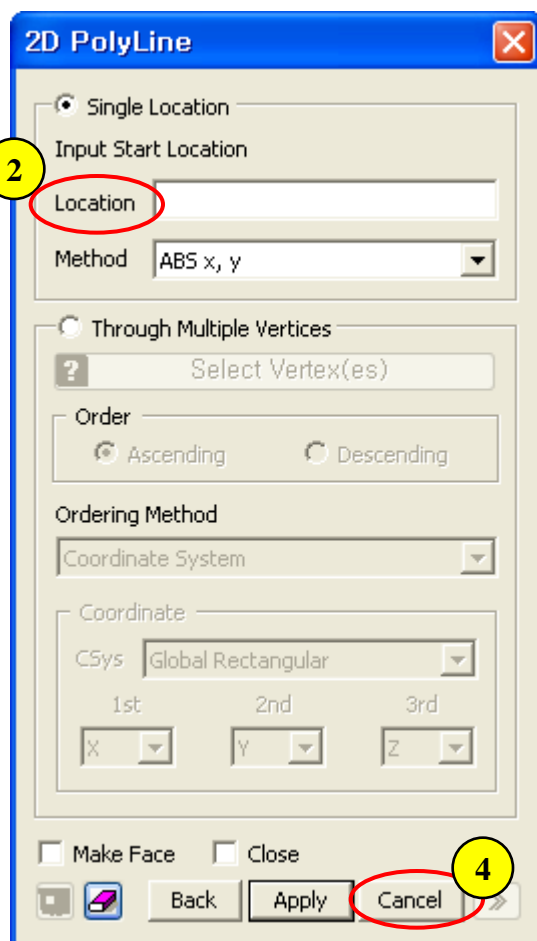 2D PolyLine
Single Location
Input Start Location
2
Location
Method ABS x, y
Through Multiple Vertices
? Select Vertex(es)
Order
Ascending Descending
Ordering Method
Coordinate System
Coordinate
CSys Global Rectangular
1st 2nd 3rd
X Y Z
Make Face Close
4
Back Apply Cancel »